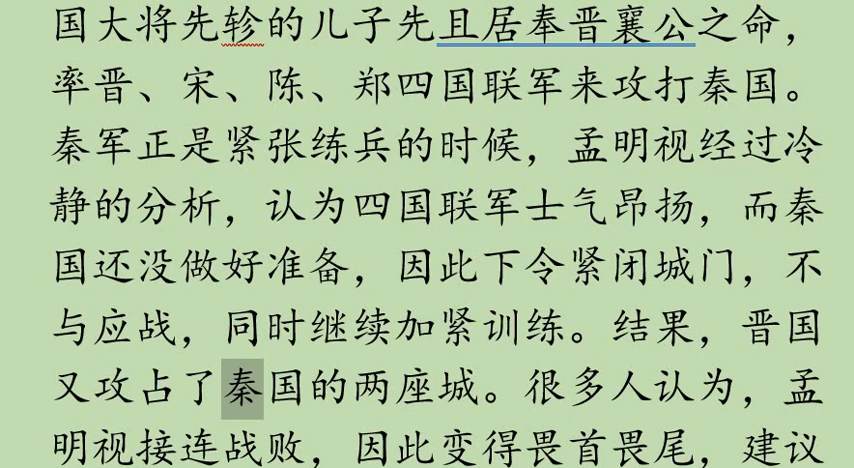 国大将先轸的儿子先且居奉晋襄公之命，
率晋、宋、陈、郑四国联军来攻打秦国。
秦军正是紧张练兵的时候，孟明视经过冷
静的分析，认为四国联军士气昂扬，而秦
国还没做好准备，因此下令紧闭城门，不
与应战，同时继续加紧训练。结果，晋国
又攻占了秦国的两座城。很多人认为，孟
明视接连战败，因此变得畏首畏尾，建议